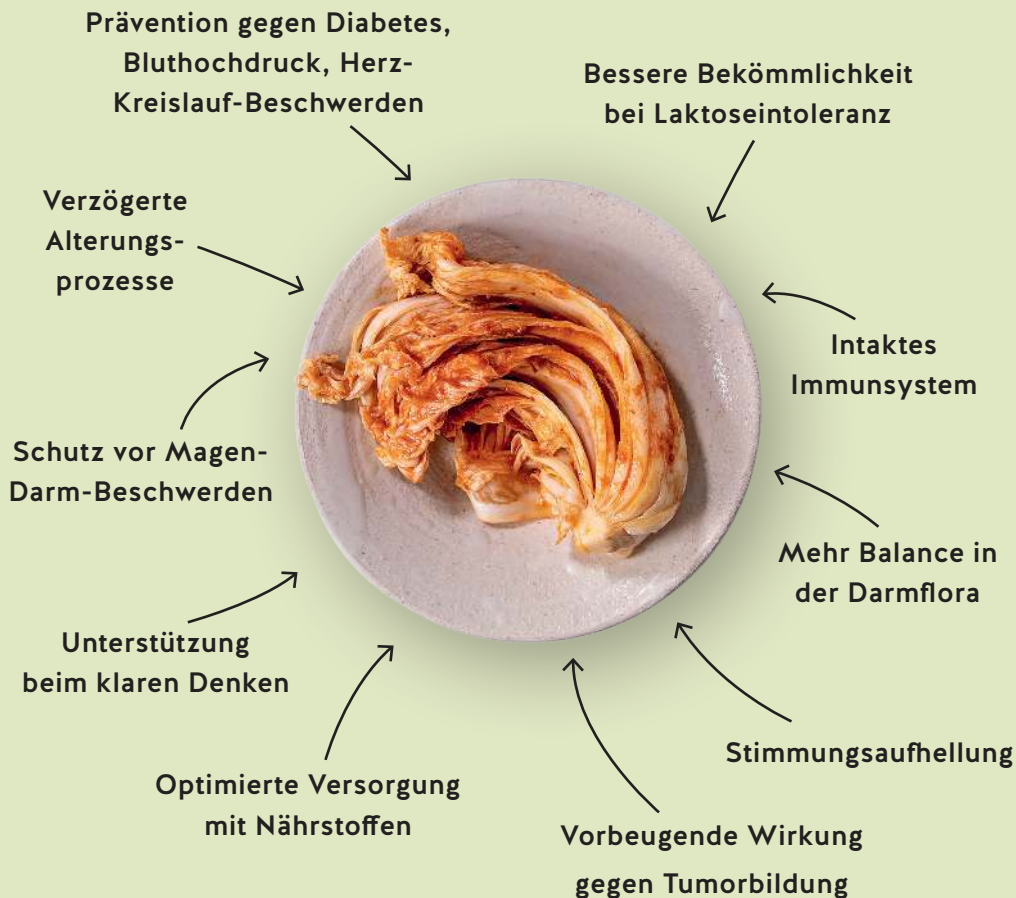 Prävention gegen Diabetes,
Bluthochdruck, Herz-
Kreislauf-Beschwerden
Bessere Bekömmlichkeit
bei Laktoseintoleranz
Verzögerte
Alterungs-
prozesse
Intaktes
Immunsystem
Schutz vor Magen-
Darm-Beschwerden
Mehr Balance in
der Darmflora
Unterstützung
beim klaren Denken
Stimmungsaufhellung
Optimierte Versorgung
mit Nährstoffen
Vorbeugende Wirkung
gegen Tumorbildung